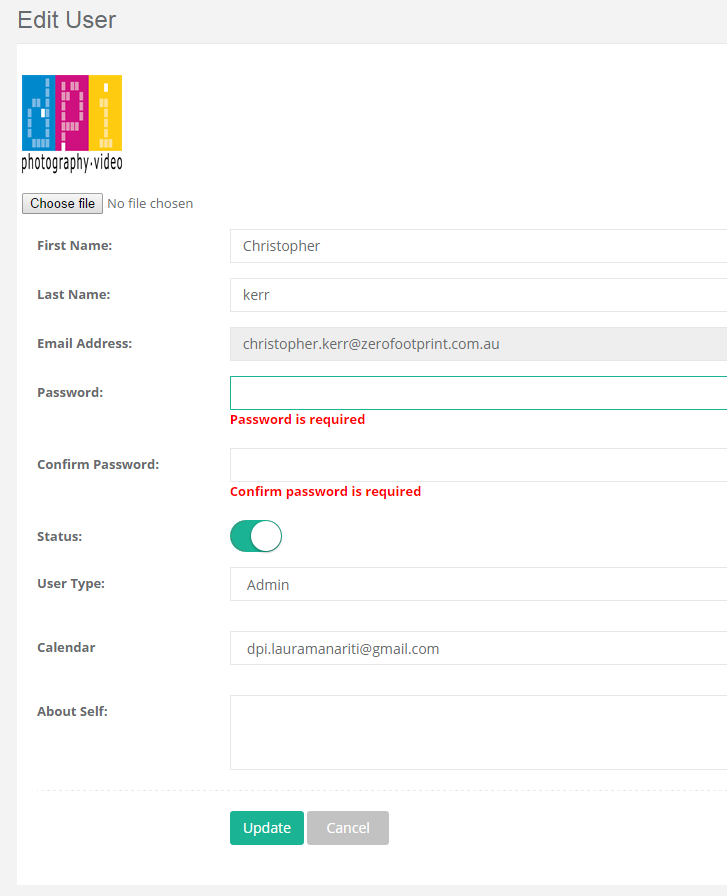 Edit User
dpi
photography·video
Choose file No file chosen
First Name: Christopher
Last Name: kerr
Email Address: christopher.kerr@zerofootprint.com.au
Password:
Password is required
Confirm Password:
Confirm password is required
Status:
User Type: Admin
Calendar dpi.lauramanariti@gmail.com
About Self:
Update Cancel